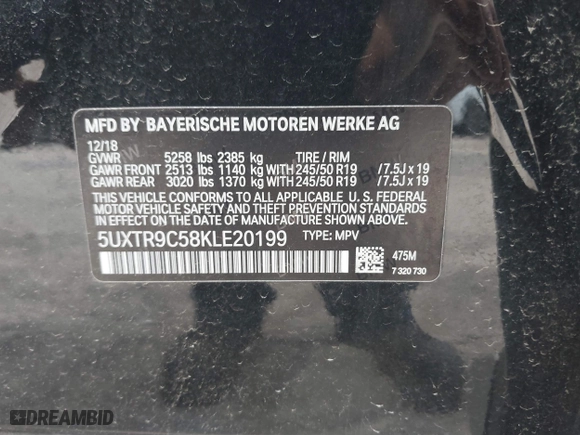 MFD BY BAYERISCHE MOTOREN WERKE AG
12/18
GVWR 5258 lbs 2385 kg TIRE / RIM
GAWR FRONT 2513 lbs 1140 kg WITH 245/50 R19 / 7.5J x 19
GAWR REAR 3020 lbs 1370 kg WITH 245/50 R19 / 7.5J x 19
THIS VEHICLE CONFORMS TO ALL APPLICABLE U. S. FEDERAL
MOTOR VEHICLE SAFETY AND THEFT PREVENTION STANDARDS
IN EFFECT ON THE DATE OF MANUFACTURE SHOWN ABOVE.
5UXTR9C58KLE20199 TYPE: MPV
475M
7 320 730
DREAMBID